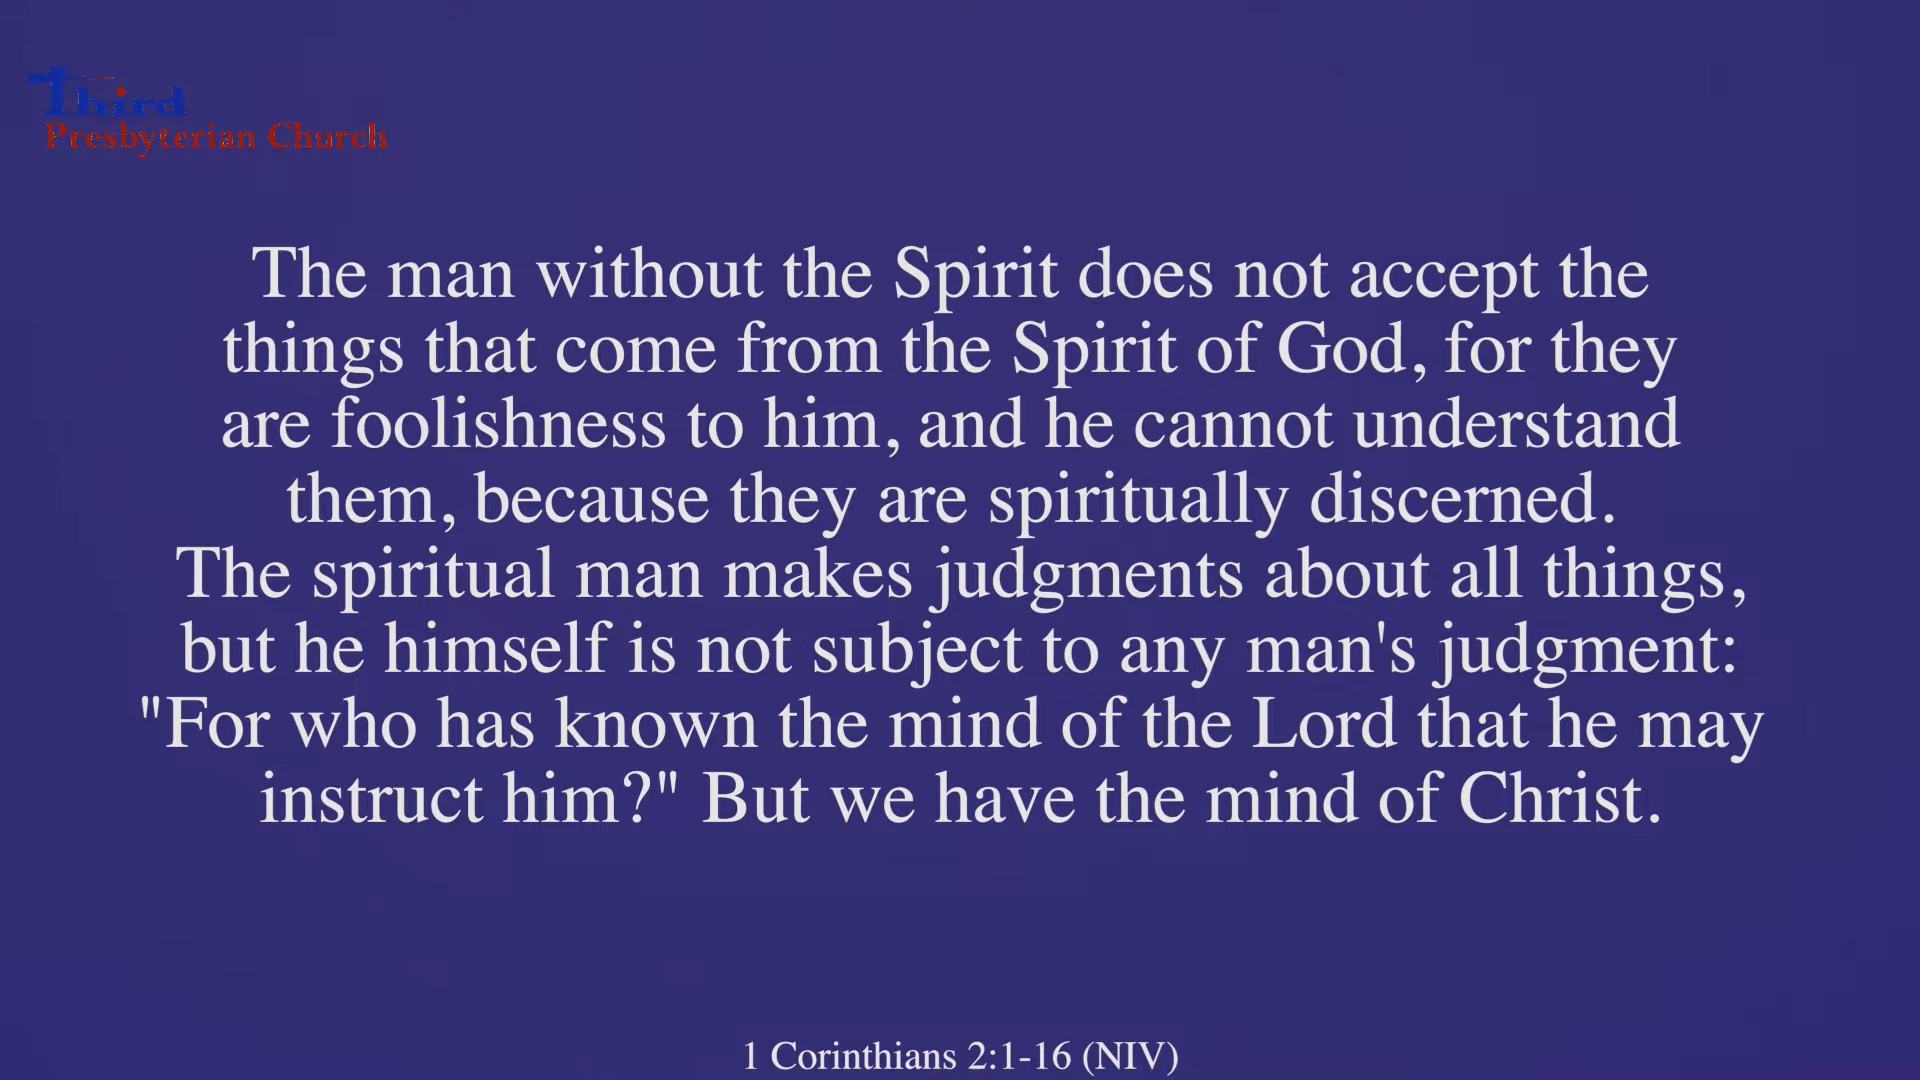 Third
Presbyterian Church
The man without the Spirit does not accept the
things that come from the Spirit of God, for they
are foolishness to him, and he cannot understand
them, because they are spiritually discerned.
The spiritual man makes judgments about all things,
but he himself is not subject to any man's judgment:
"For who has known the mind of the Lord that he may
instruct him?" But we have the mind of Christ.
1 Corinthians 2:1-16 (NIV)